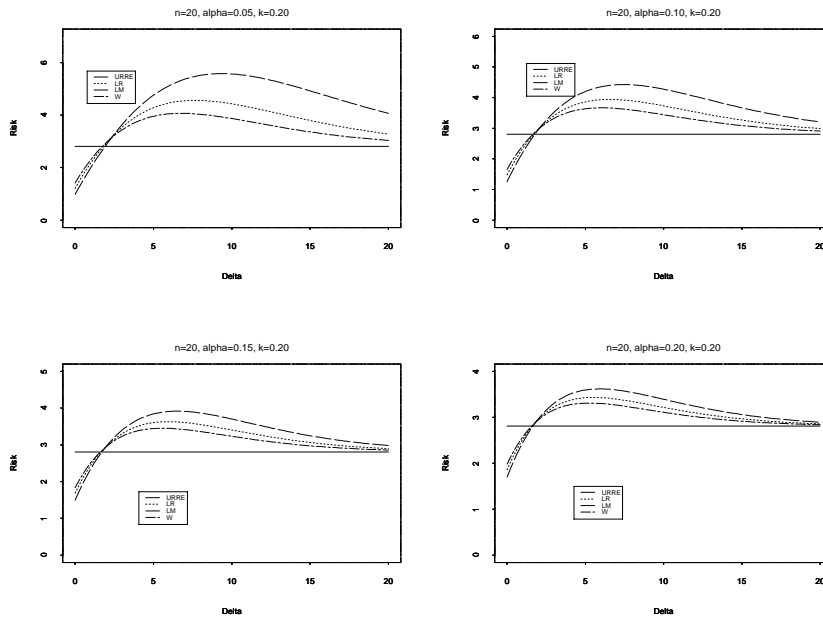 n=20, alpha=0.05, k=0.20
Risk
6
4
2
0
URRE
LR
LM
W
0 5 10 15 20
Delta
n=20, alpha=0.10, k=0.20
Risk
6
5
4
3
2
1
0
URRE
LR
LM
W
0 5 10 15 20
Delta
n=20, alpha=0.15, k=0.20
Risk
5
4
3
2
1
0
URRE
LR
LM
W
0 5 10 15 20
Delta
n=20, alpha=0.20, k=0.20
Risk
4
3
2
1
0
URRE
LR
LM
W
0 5 10 15 20
Delta